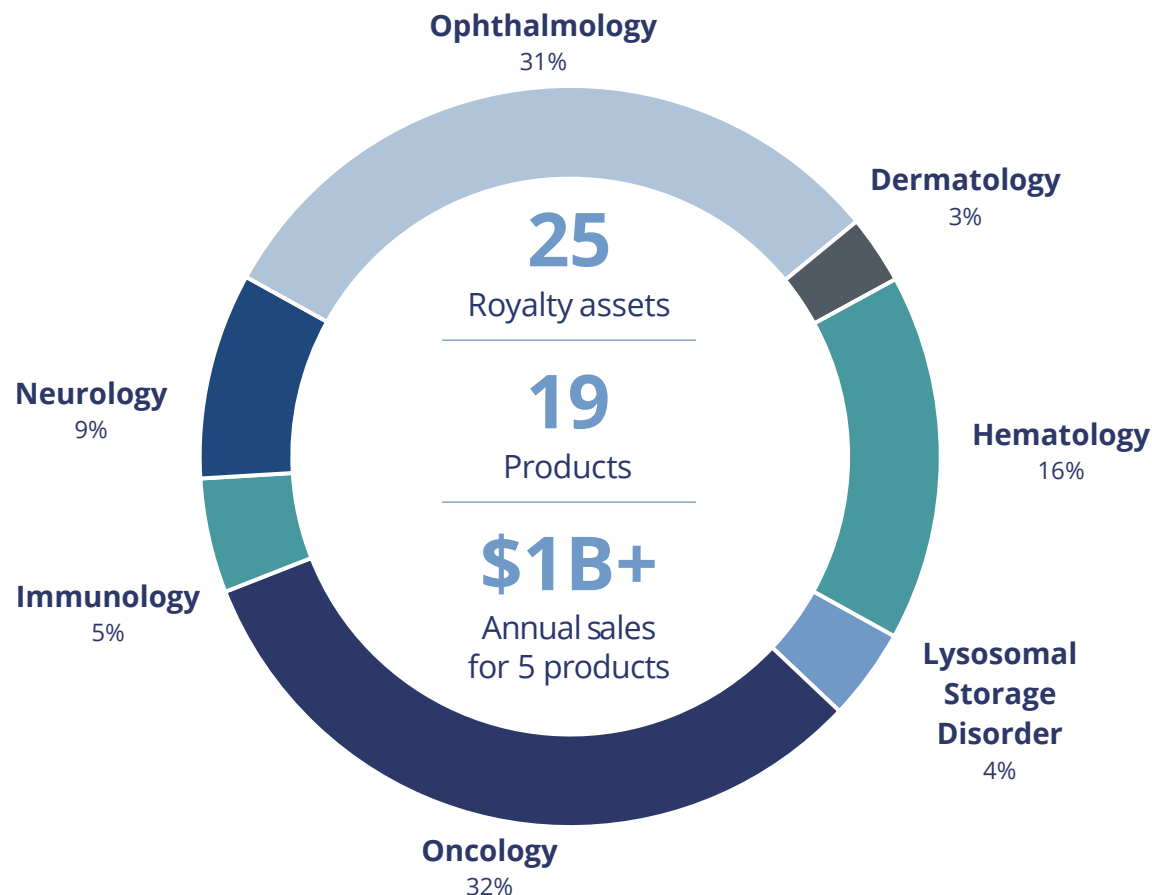 Ophthalmology
31%
Dermatology
3%
25
Royalty assets
Neurology
9%
19
Products
Hematology
16%
$1B+
Annual sales
for 5 products
Immunology
5%
Lysosomal
Storage
Disorder
4%
Oncology
32%